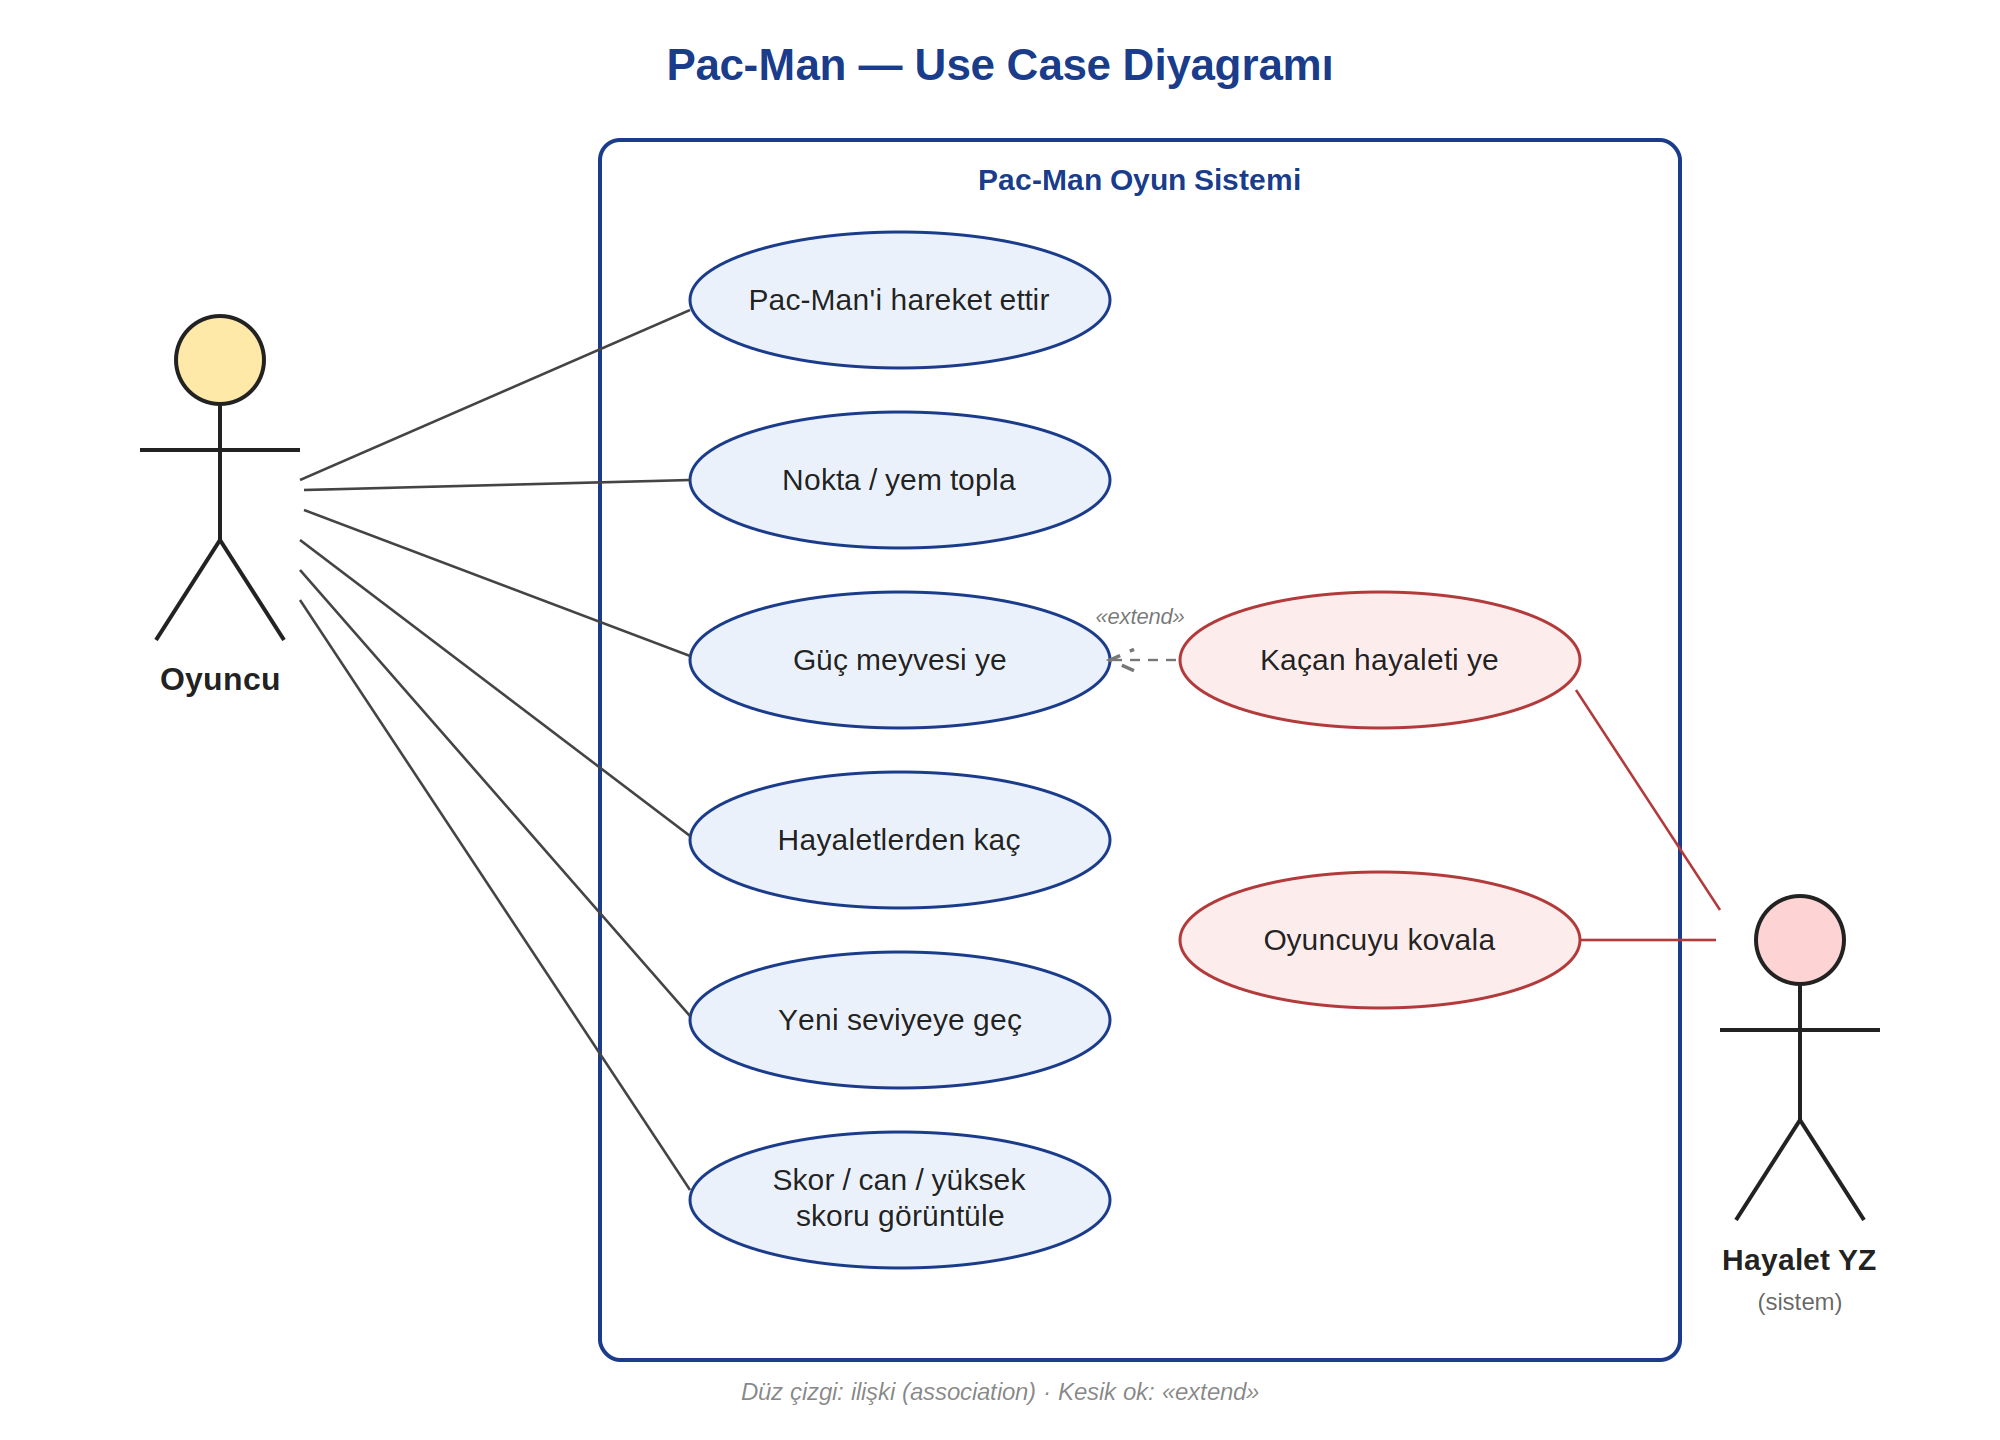 Pac-Man — Use Case Diyagramı
Pac-Man Oyun Sistemi
Pac-Man'i hareket ettir
Nokta / yem topla
«extend»
Güç meyvesi ye
Kaçan hayaleti ye
Oyuncu
Hayaletlerden kaç
Oyuncuyu kovala
Yeni seviyeye geç
Skor / can / yüksek
skoru görüntüle
Hayalet YZ
(sistem)
Düz çizgi: ilişki (association) · Kesik ok: «extend»